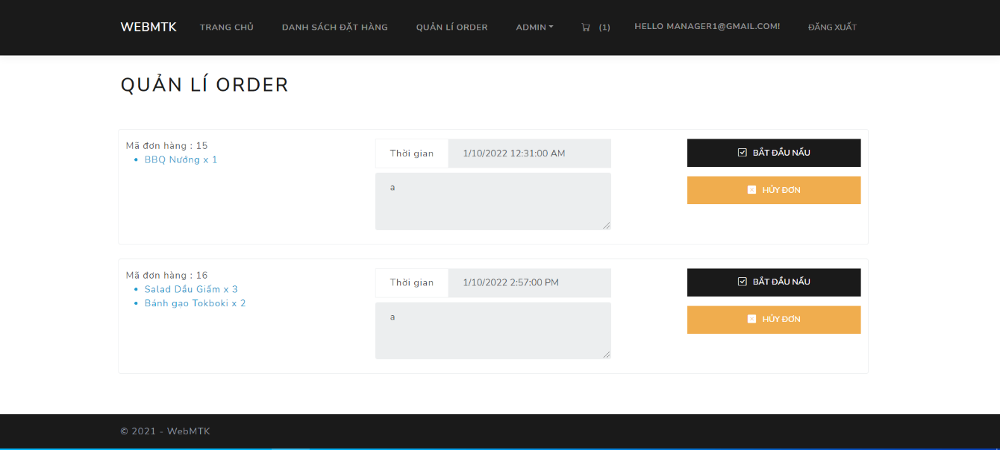 WEBMTK TRANG CHỦ DANH SÁCH ĐẶT HÀNG QUẢN LÍ ORDER ADMIN (1) HELLO MANAGER1@GMAIL.COM! ĐĂNG XUẤT
QUẢN LÍ ORDER
Mã đơn hàng : 15
BBQ Nướng x 1
Thời gian 1/10/2022 12:31:00 AM
a
BẮT ĐẦU NẤU
HỦY ĐƠN
Mã đơn hàng : 16
Salad Dầu Giấm x 3
Bánh gạo Tokboki x 2
Thời gian 1/10/2022 2:57:00 PM
a
BẮT ĐẦU NẤU
HỦY ĐƠN
© 2021 - WebMTK